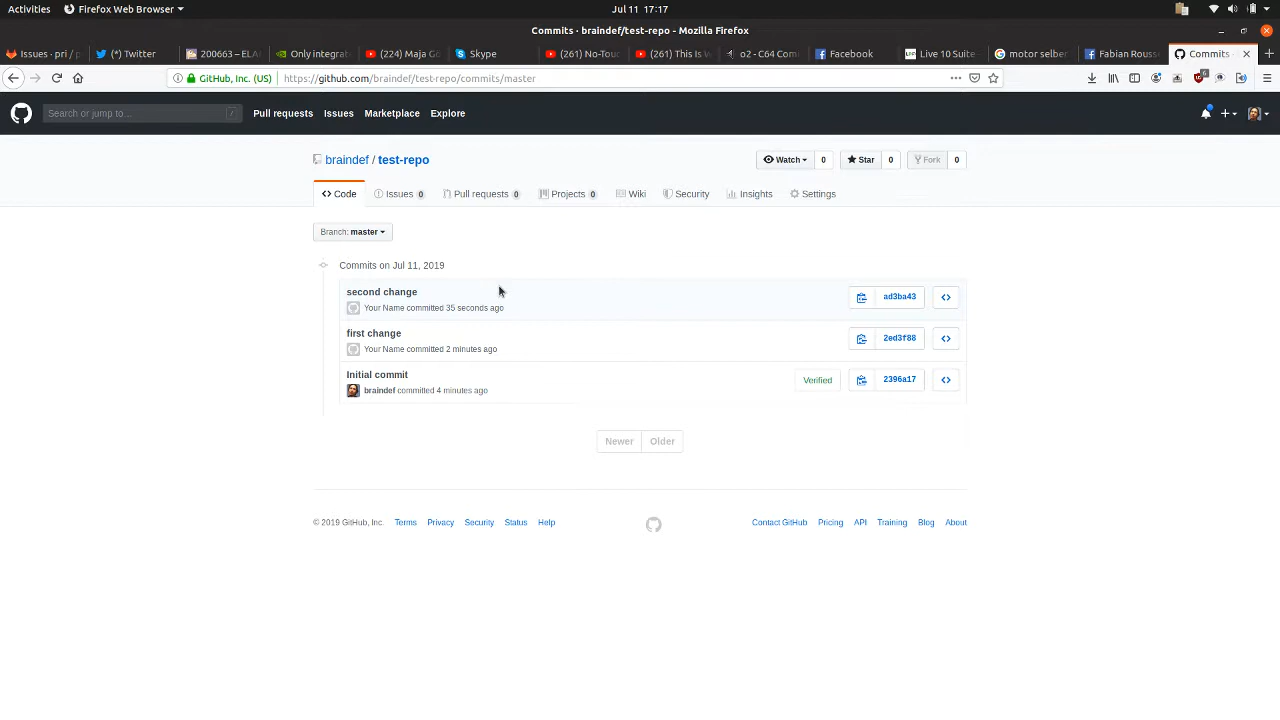 Activities Firefox Web Browser Jul 11 17:17
Commits · braindef/test-repo - Mozilla Firefox
Issues · pri / p (*) Twitter 200663 – ELA Only integrat (224) Maja Gö Skype (261) No-Touc (261) This Is W o2 - C64 Com Facebook Live 10 Suite motor selber Fabian Rouss Commits ·
GitHub, Inc. (US) https://github.com/braindef/test-repo/commits/master
Search or jump to... / Pull requests Issues Marketplace Explore
braindef / test-repo Watch 0 Star 0 Fork 0
Code Issues 0 Pull requests 0 Projects 0 Wiki Security Insights Settings
Branch: master
Commits on Jul 11, 2019
second change
Your Name committed 35 seconds ago
ad3ba43
first change
Your Name committed 2 minutes ago
2ed3f88
Initial commit
braindef committed 4 minutes ago
Verified 2396a17
Newer Older
© 2019 GitHub, Inc. Terms Privacy Security Status Help Contact GitHub Pricing API Training Blog About